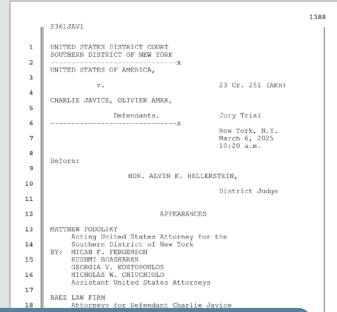 1388
P361JAV1
1 UNITED STATES DISTRICT COURT
SOUTHERN DISTRICT OF NEW YORK
2 ------------------------------x
UNITED STATES OF AMERICA,
3
v. 23 Cr. 251 (AKH)
4
CHARLIE JAVICE, OLIVIER AMAR,
5
Defendants. Jury Trial
6 ------------------------------x
New York, N.Y.
7 March 6, 2025
10:20 a.m.
8
Before:
9
HON. ALVIN K. HELLERSTEIN,
10
District Judge
11
12 APPEARANCES
13 MATTHEW PODOLSKY
Acting United States Attorney for the
14 Southern District of New York
BY: MICAH F. FERGENSON
15 RUSHMI BHASKARAN
GEORGIA V. KOSTOPOULOS
16 NICHOLAS W. CHIUCHIOLO
Assistant United States Attorneys
17
BAEZ LAW FIRM
18 Attorneys for Defendant Charlie Javice